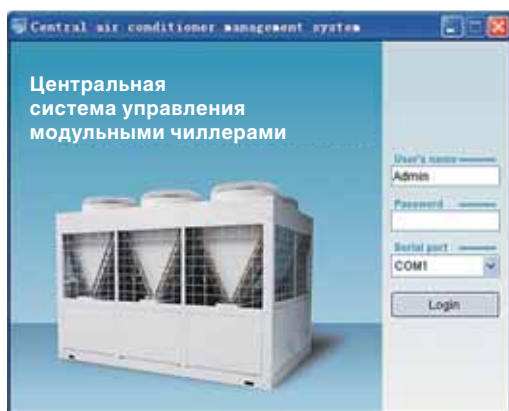 Central air conditioner management system
Центральная
система управления
модульными чиллерами
User's name
Admin
Password
Serial port
COM1
Login